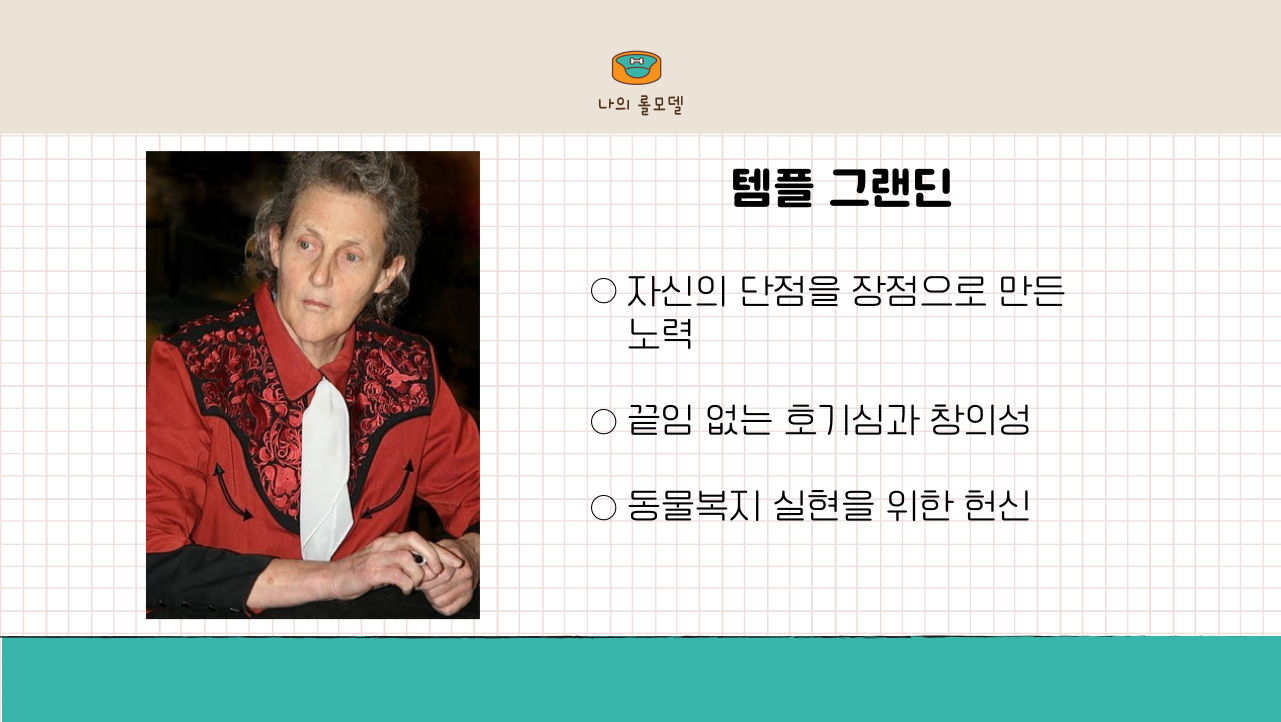 나의 롤모델
템플 그랜딘
○ 자신의 단점을 장점으로 만든
노력
○ 끝임 없는 호기심과 창의성
○ 동물복지 실현을 위한 헌신